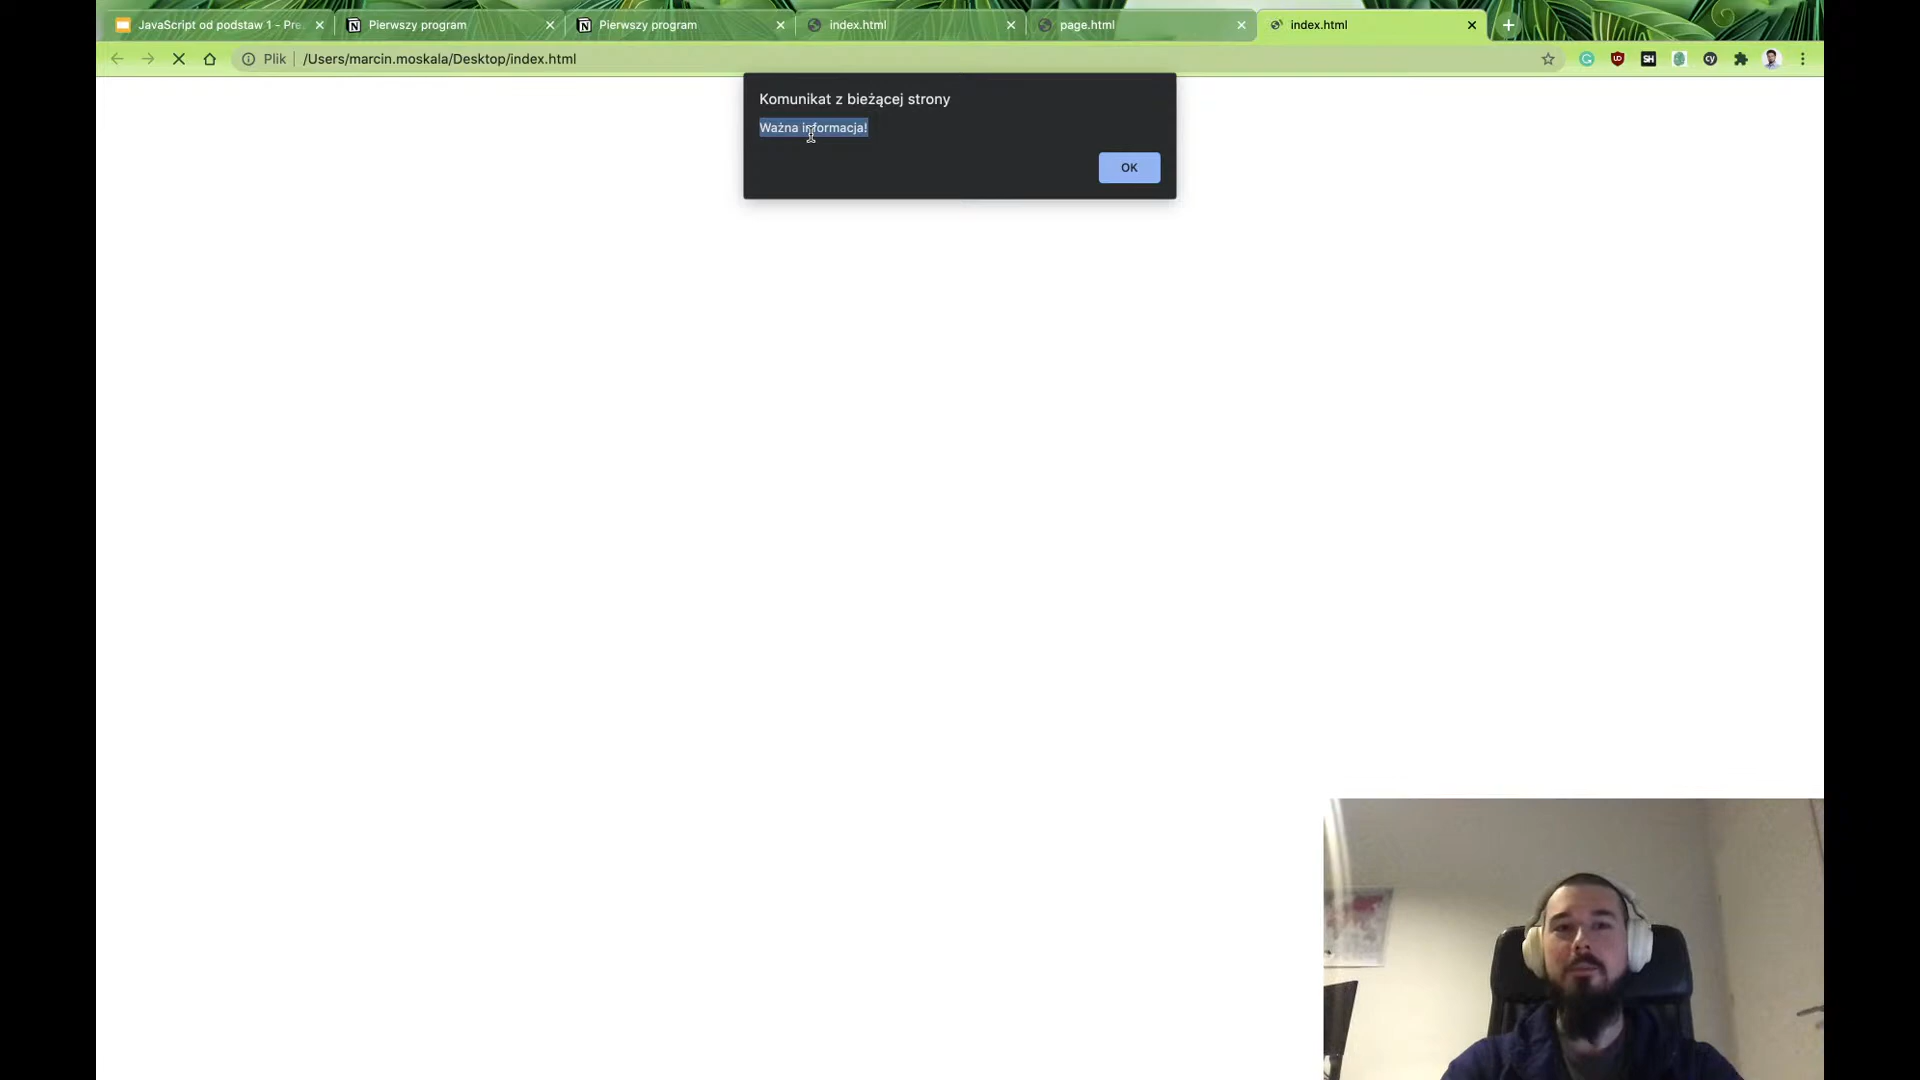 JavaScript od podstaw 1 - Pre
Pierwszy program
Pierwszy program
index.html
page.html
index.html
Plik
/Users/marcin.moskala/Desktop/index.html
Komunikat z bieżącej strony
Ważna informacja!
OK